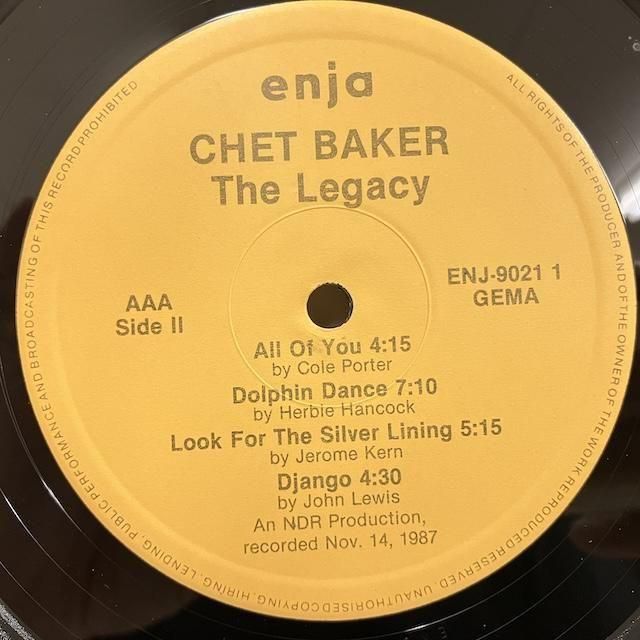 enja
CHET BAKER
The Legacy
AAA
Side II
ENJ-9021 1
GEMA
All Of You 4:15
by Cole Porter
Dolphin Dance 7:10
by Herbie Hancock
Look For The Silver Lining 5:15
by Jerome Kern
Django 4:30
by John Lewis
An NDR Production,
recorded Nov. 14, 1987
ALL RIGHTS OF THE PRODUCER AND OF THE OWNER OF THE WORK REPRODUCED RESERVED. UNAUTHORISED COPYING, HIRING, LENDING, PUBLIC PERFORMANCE AND BROADCASTING OF THIS RECORD PROHIBITED